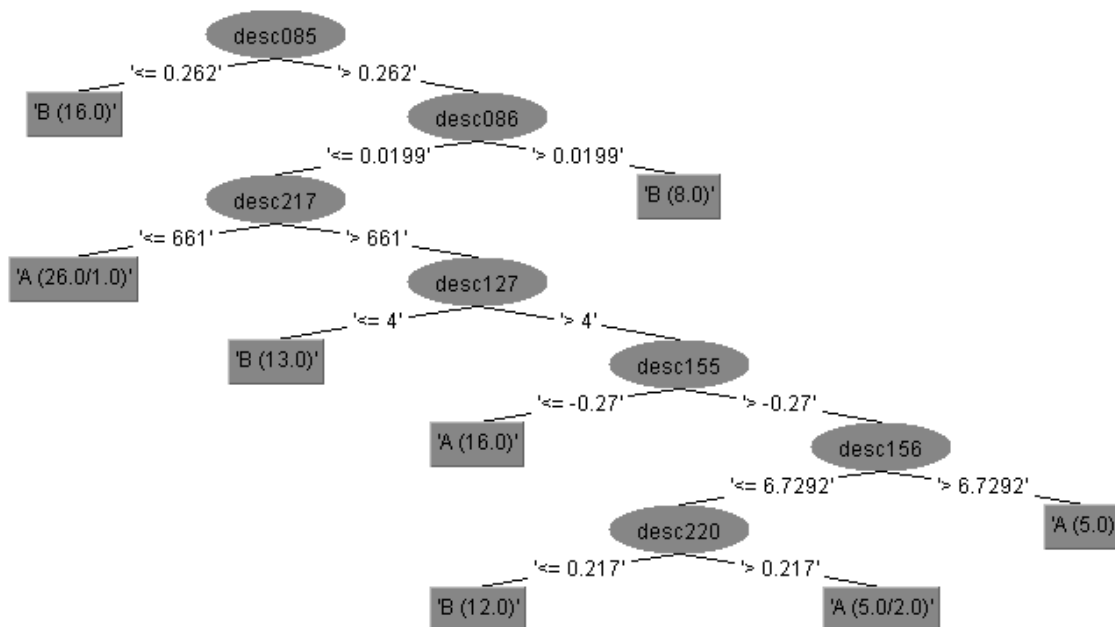 desc085
'<= 0.262' '> 0.262'
'B (16.0)' desc086
'<= 0.0199' '> 0.0199'
desc217 'B (8.0)'
'<= 661' '> 661'
'A (26.0/1.0)' desc127
'<= 4' '> 4'
'B (13.0)' desc155
'<= -0.27' '> -0.27'
'A (16.0)' desc156
'<= 6.7292' '> 6.7292'
desc220 'A (5.0)
'<= 0.217' '> 0.217'
'B (12.0)' 'A (5.0/2.0)'